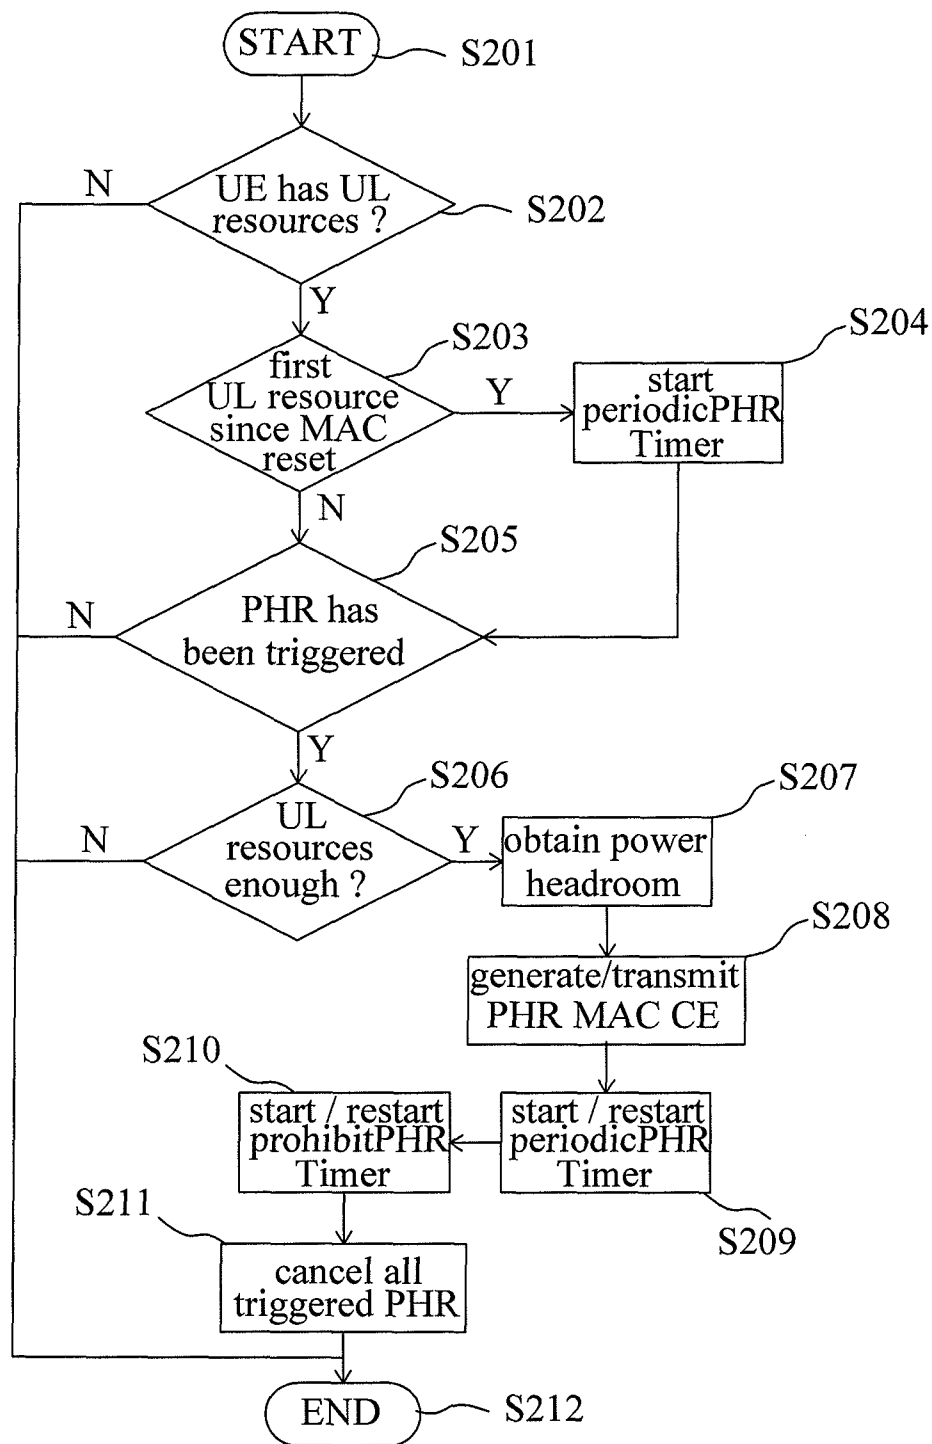 START
S201
UE has UL
resources ?
N
S202
Y
S203
first
UL resource
since MAC
reset
Y
S204
start
periodicPHR
Timer
N
S205
PHR has
been triggered
N
Y
S206
UL
resources
enough ?
N
Y
S207
obtain power
headroom
S208
generate/transmit
PHR MAC CE
S210
start / restart
prohibitPHR
Timer
start / restart
periodicPHR
Timer
S209
S211
cancel all
triggered PHR
END
S212